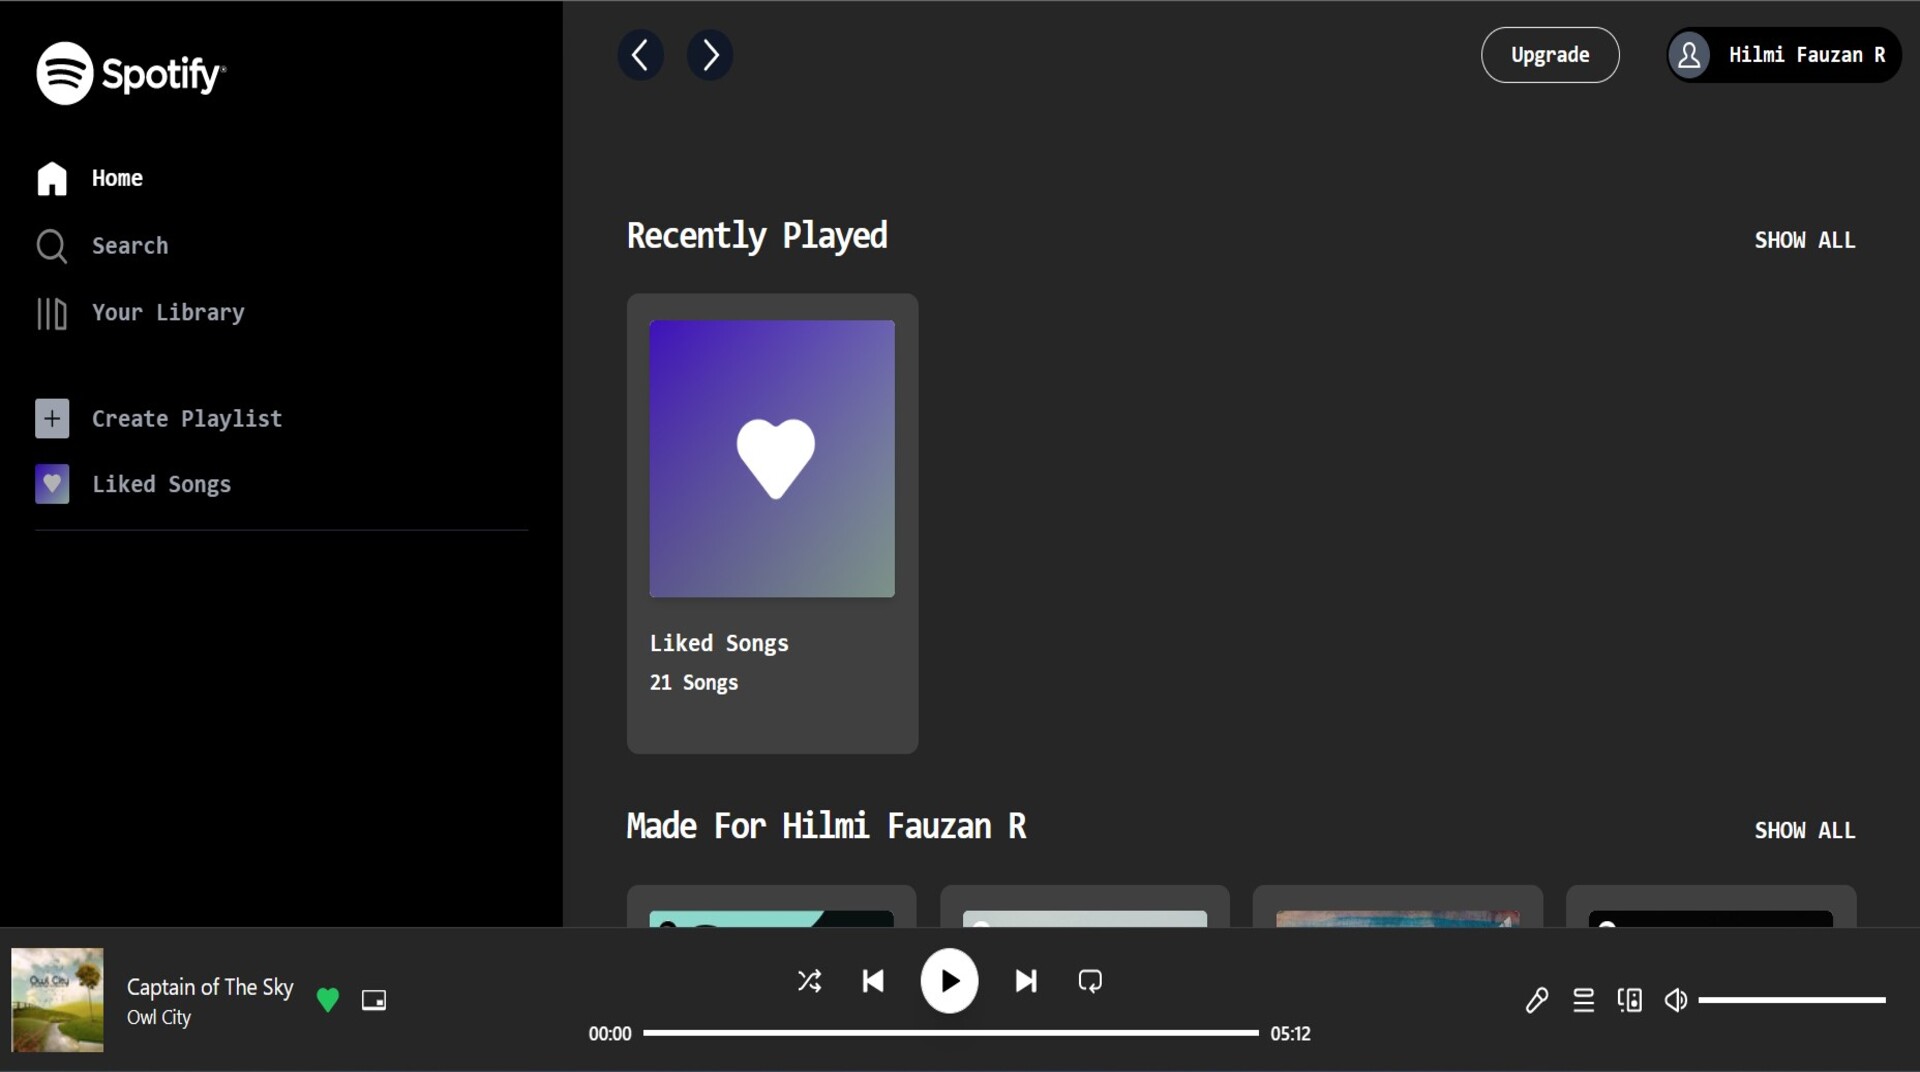 Spotify
Home
Search
Your Library
Create Playlist
Liked Songs
Upgrade
Hilmi Fauzan R
Recently Played
SHOW ALL
Liked Songs
21 Songs
Made For Hilmi Fauzan R
SHOW ALL
Owl City
Captain of The Sky
Owl City
00:00
05:12